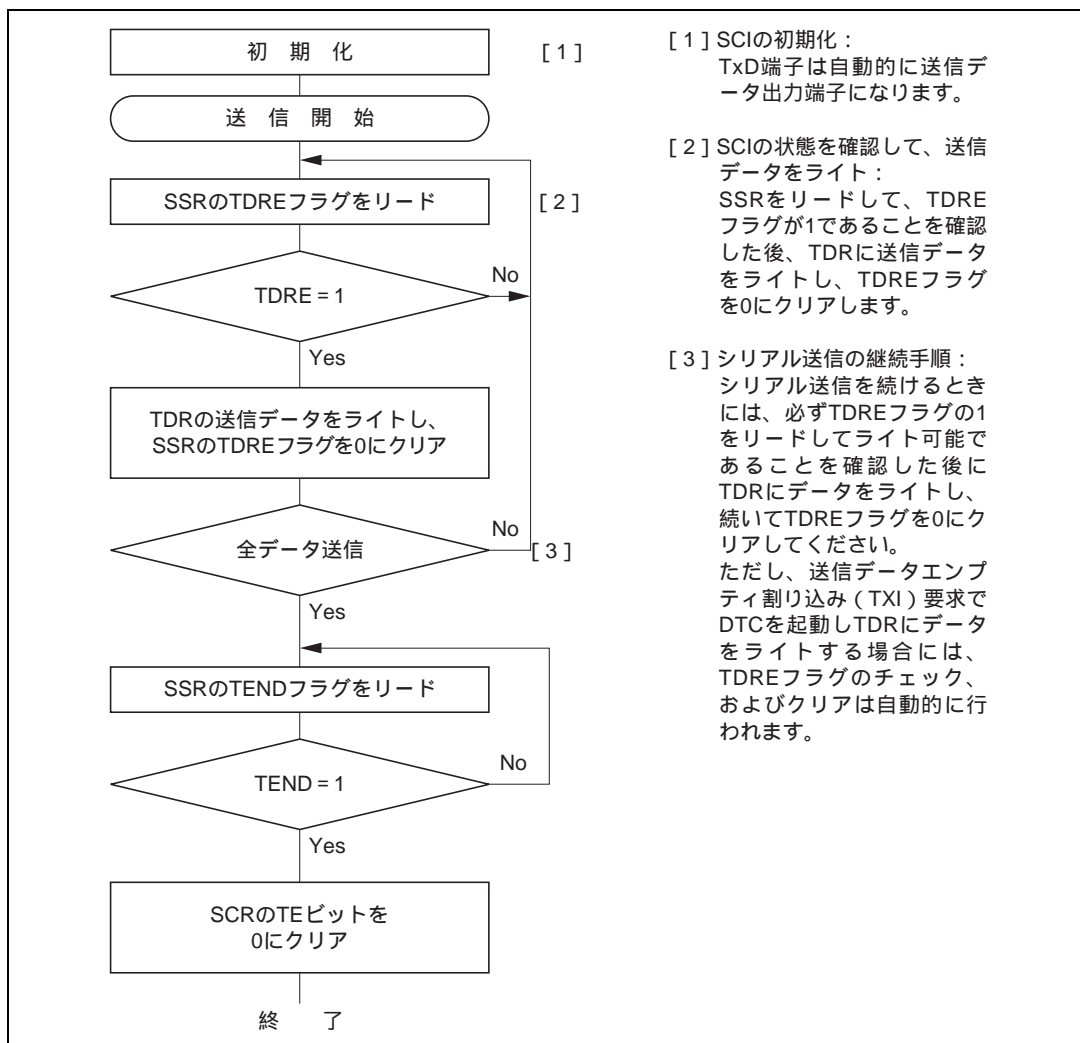 初 期 化 [ 1 ]
送 信 開 始
SSRのTDREフラグをリード [ 2 ]
TDRE = 1
No
Yes
TDRの送信データをライトし、
SSRのTDREフラグを0にクリア
全データ送信
No
[ 3 ]
Yes
SSRのTENDフラグをリード
TEND = 1
No
Yes
SCRのTEビットを
0にクリア
終 了
[ 1 ] SCIの初期化：
TxD端子は自動的に送信デ
ータ出力端子になります。
[ 2 ] SCIの状態を確認して、送信
データをライト：
SSRをリードして、TDRE
フラグが1であることを確認
した後、TDRに送信データ
をライトし、TDREフラグ
を0にクリアします。
[ 3 ] シリアル送信の継続手順：
シリアル送信を続けるとき
には、必ずTDREフラグの1
をリードしてライト可能で
あることを確認した後に
TDRにデータをライトし、
続いてTDREフラグを0にク
リアしてください。
ただし、送信データエンプ
ティ割り込み（TXI）要求で
DTCを起動しTDRにデータ
をライトする場合には、
TDREフラグのチェック、
およびクリアは自動的に行
われます。